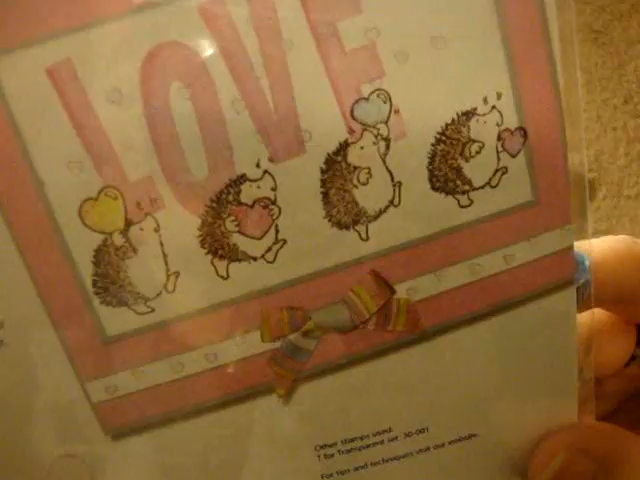 LOVE
Other stamps used:
T for Transparent set: 30-001
For tips and techniques visit our website.